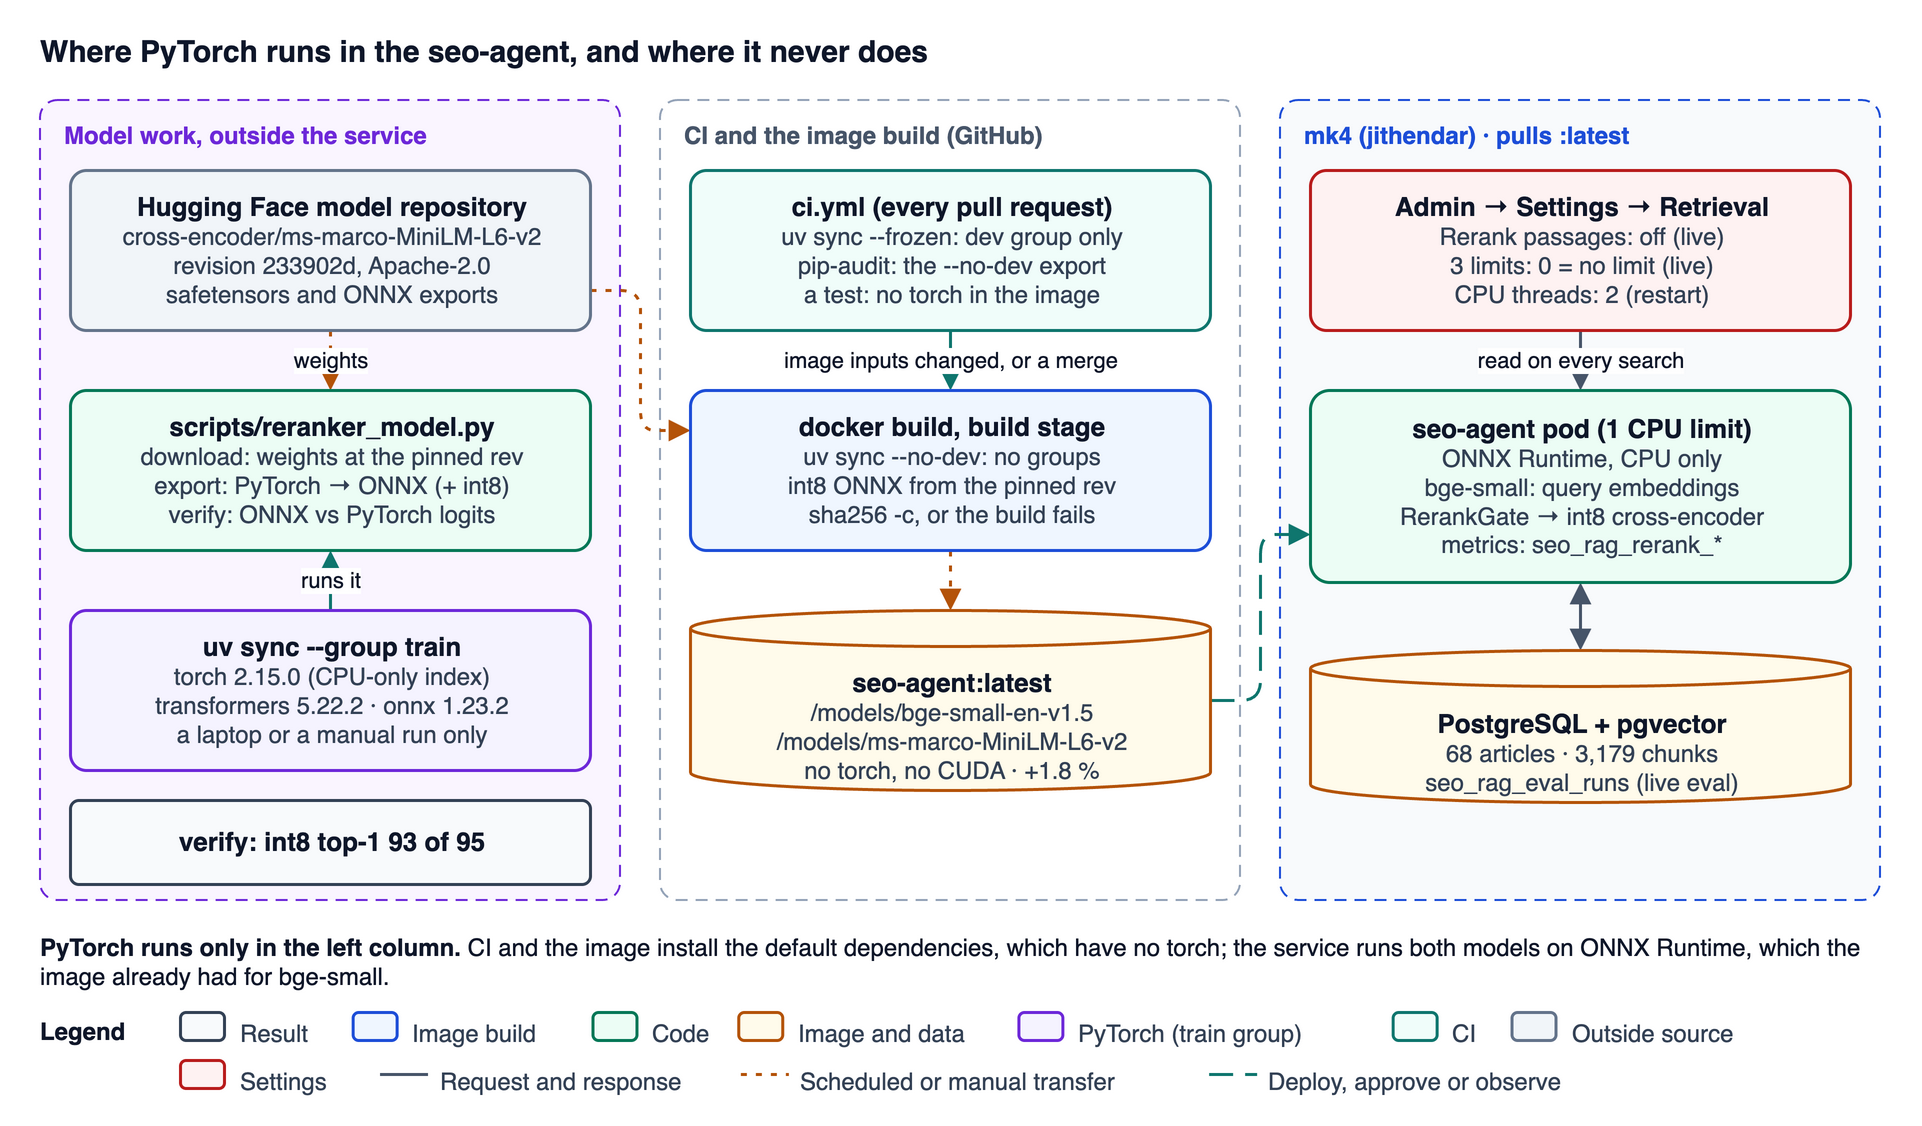 Where PyTorch runs in the seo-agent, and where it never does
Model work, outside the service
Hugging Face model repository
cross-encoder/ms-marco-MiniLM-L6-v2
revision 233902d, Apache-2.0
safetensors and ONNX exports
weights
scripts/reranker_model.py
download: weights at the pinned rev
export: PyTorch → ONNX (+ int8)
verify: ONNX vs PyTorch logits
runs it
uv sync --group train
torch 2.15.0 (CPU-only index)
transformers 5.22.2 · onnx 1.23.2
a laptop or a manual run only
verify: int8 top-1 93 of 95
CI and the image build (GitHub)
ci.yml (every pull request)
uv sync --frozen: dev group only
pip-audit: the --no-dev export
a test: no torch in the image
image inputs changed, or a merge
docker build, build stage
uv sync --no-dev: no groups
int8 ONNX from the pinned rev
sha256 -c, or the build fails
seo-agent:latest
/models/bge-small-en-v1.5
/models/ms-marco-MiniLM-L6-v2
no torch, no CUDA · +1.8 %
mk4 (jithendar) · pulls :latest
Admin → Settings → Retrieval
Rerank passages: off (live)
3 limits: 0 = no limit (live)
CPU threads: 2 (restart)
read on every search
seo-agent pod (1 CPU limit)
ONNX Runtime, CPU only
bge-small: query embeddings
RerankGate → int8 cross-encoder
metrics: seo_rag_rerank_*
PostgreSQL + pgvector
68 articles · 3,179 chunks
seo_rag_eval_runs (live eval)
PyTorch runs only in the left column. CI and the image install the default dependencies, which have no torch; the service runs both models on ONNX Runtime, which the
image already had for bge-small.
Legend
Result
Image build
Code
Image and data
PyTorch (train group)
CI
Outside source
Settings
Request and response
Scheduled or manual transfer
Deploy, approve or observe